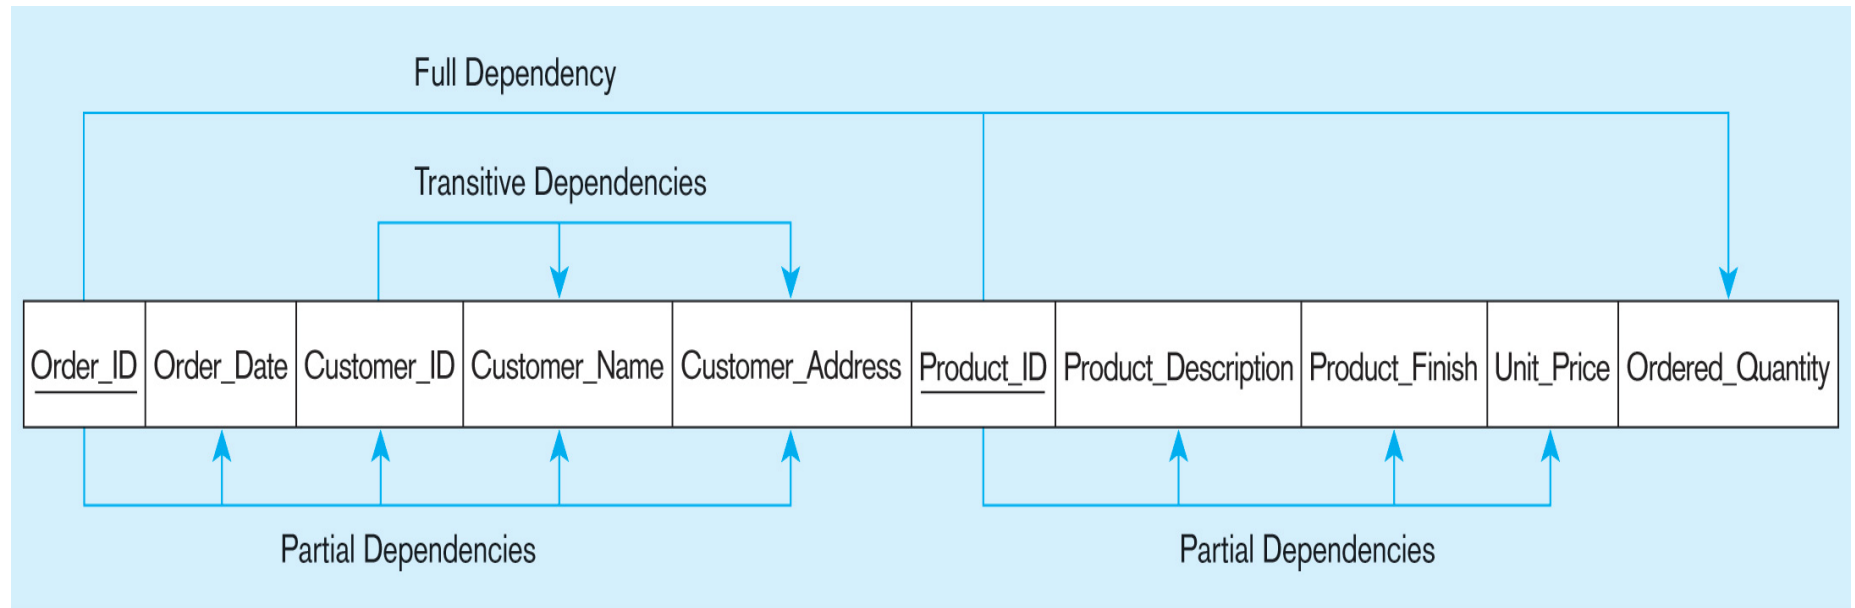 Full Dependency
Transitive Dependencies
Order_ID Order_Date Customer_ID Customer_Name Customer_Address Product_ID Product_Description Product_Finish Unit_Price Ordered_Quantity
Partial Dependencies Partial Dependencies